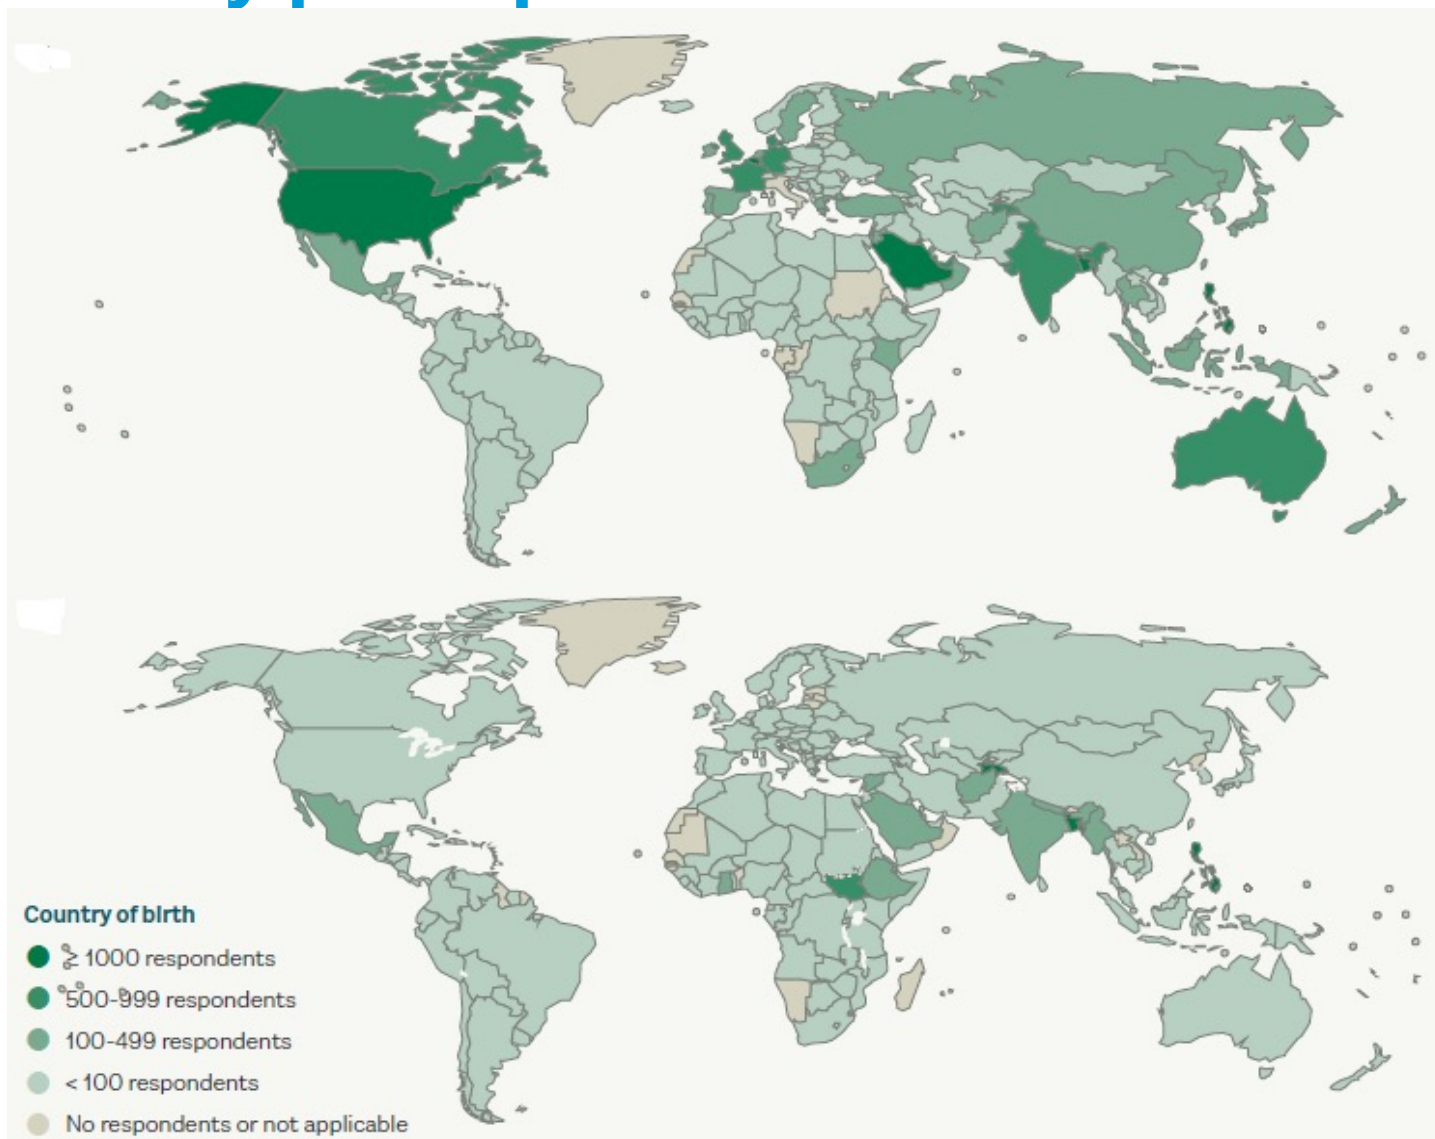 Country of birth
≥ 1000 respondents
500-999 respondents
100-499 respondents
< 100 respondents
No respondents or not applicable